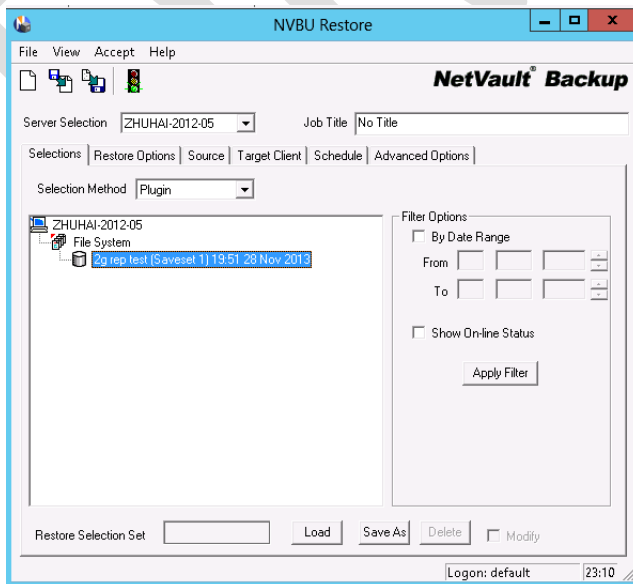 NVBU Restore
File View Accept Help
NetVault® Backup
Server Selection ZHUHAI-2012-05 Job Title No Title
Selections Restore Options Source Target Client Schedule Advanced Options
Selection Method Plugin
ZHUHAI-2012-05
File System
2g rep test (Saveset 1) 19:51 28 Nov 2013
Filter Options
By Date Range
From
To
Show On-line Status
Apply Filter
Restore Selection Set Load Save As Delete Modify
Logon: default 23:10